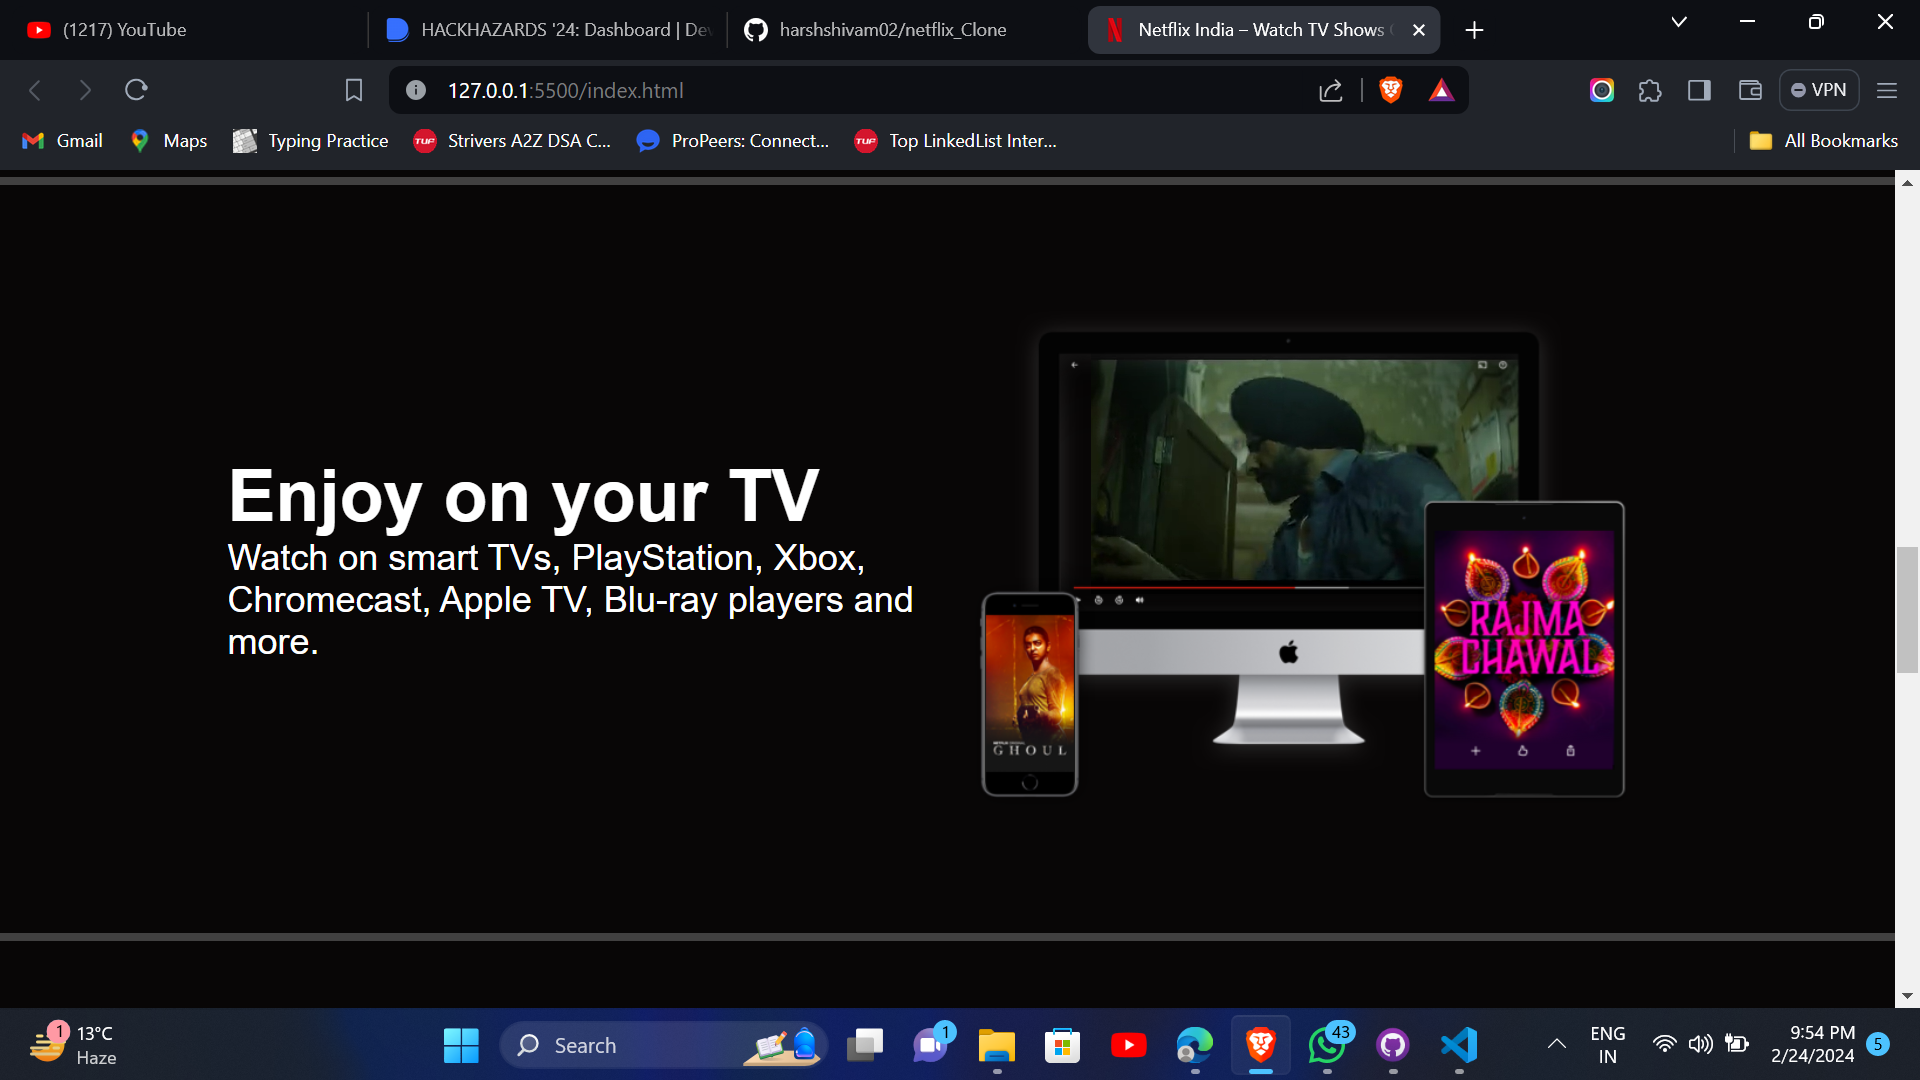 (1217) YouTube
HACKHAZARDS '24: Dashboard | Dev
harshshivam02/netflix_Clone
Netflix India – Watch TV Shows
127.0.0.1:5500/index.html
VPN
Gmail
Maps
Typing Practice
TUF
Strivers A2Z DSA C...
ProPeers: Connect...
TUF
Top LinkedList Inter...
All Bookmarks
Enjoy on your TV
Watch on smart TVs, PlayStation, Xbox,
Chromecast, Apple TV, Blu-ray players and
more.
RAJMA
CHAWAL
GHOUL
1
13°C
Haze
Search
1
43
ENG
IN
9:54 PM
2/24/2024
5